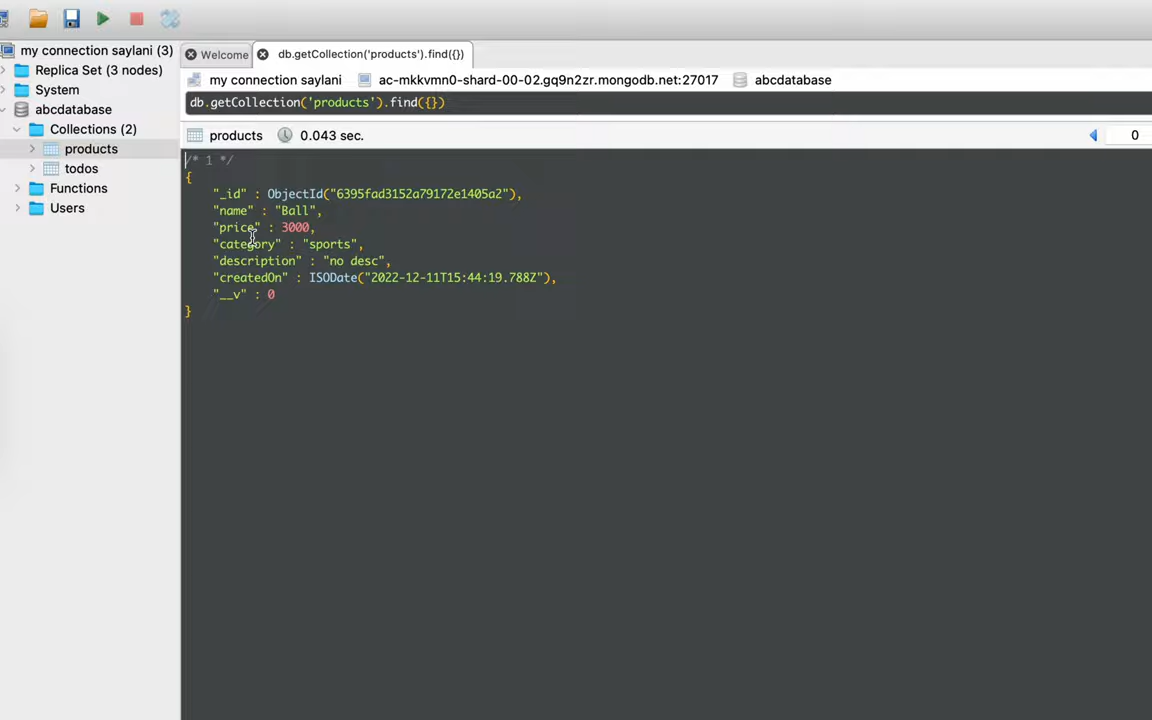 my connection saylani (3)
Replica Set (3 nodes)
System
abcdatabase
Collections (2)
products
todos
Functions
Users
Welcome
db.getCollection('products').find({})
my connection saylani
ac-mkkvmn0-shard-00-02.gq9n2zr.mongodb.net:27017
abcdatabase
db.getCollection('products').find({})
products
0.043 sec.
0
/* 1 */
{
"_id" : ObjectId("6395fad3152a79172e1405a2"),
"name" : "Ball",
"price" : 3000,
"category" : "sports",
"description" : "no desc",
"createdOn" : ISODate("2022-12-11T15:44:19.788Z"),
"__v" : 0
}